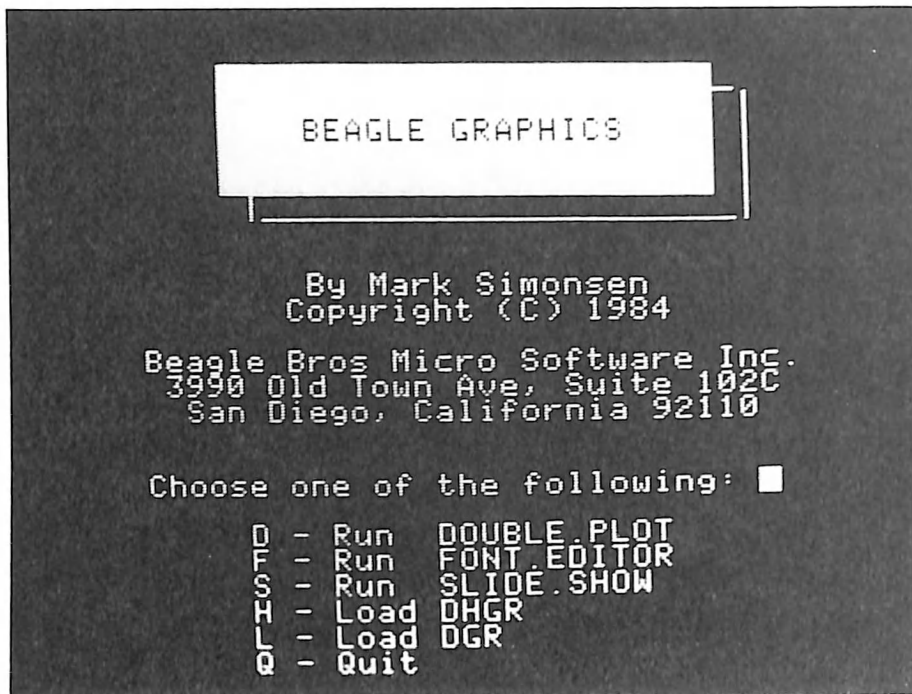 BEAGLE GRAPHICS
By Mark Simonsen
Copyright (C) 1984
Beagle Bros Micro Software Inc.
3990 Old Town Ave, Suite 102C
San Diego, California 92110
Choose one of the following:
D - Run DOUBLE.PLOT
F - Run FONT.EDITOR
S - Run SLIDE.SHOW
H - Load DHGR
L - Load DGR
Q - Quit